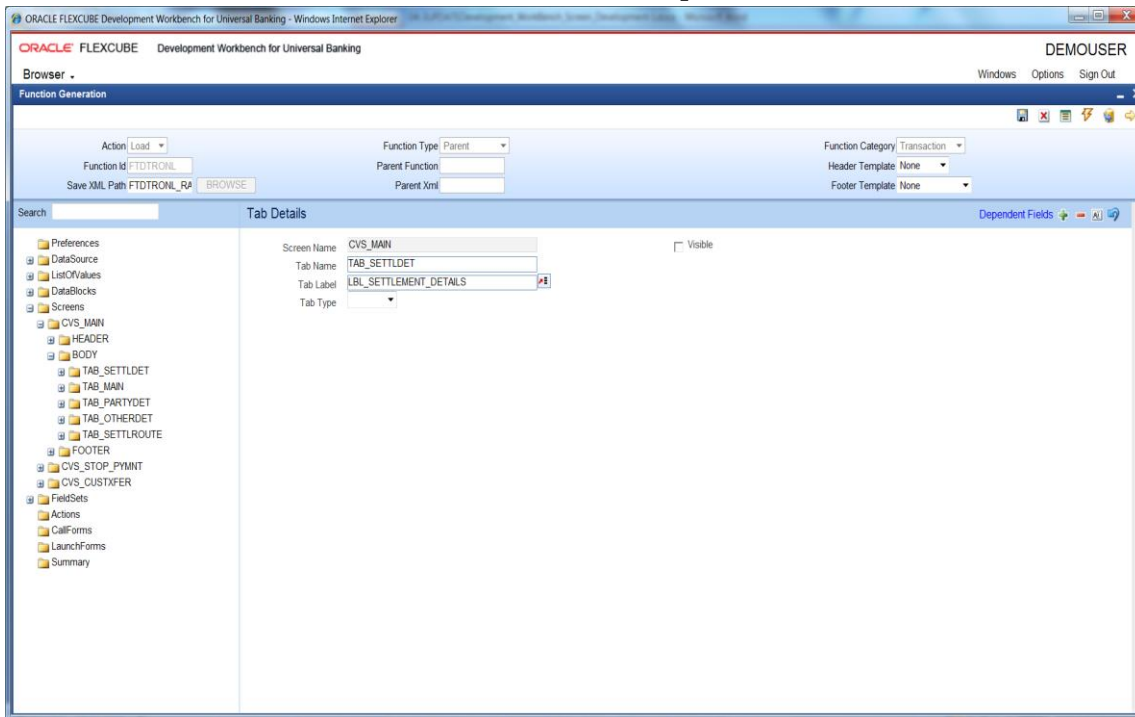 ORACLE FLEXCUBE Development Workbench for Universal Banking - Windows Internet Explorer
ORACLE FLEXCUBE Development Workbench for Universal Banking DEMOUSER
Browser Windows Options Sign Out
Function Generation
Action Load Function Type Parent Function Category Transaction
Function Id FTDTRONL Parent Function Header Template None
Save XML Path FTDTRONL_RA BROWSE Parent Xml Footer Template None
Search Tab Details Dependent Fields
Preferences
DataSource
ListOfValues
DataBlocks
Screens
CVS_MAIN
HEADER
BODY
TAB_SETTLDET
TAB_MAIN
TAB_PARTYDET
TAB_OTHERDET
TAB_SETTLROUTE
FOOTER
CVS_STOP_PYMNT
CVS_CUSTXFER
FieldSets
Actions
CallForms
LaunchForms
Summary
Screen Name CVS_MAIN Visible
Tab Name TAB_SETTLDET
Tab Label LBL_SETTLEMENT_DETAILS
Tab Type